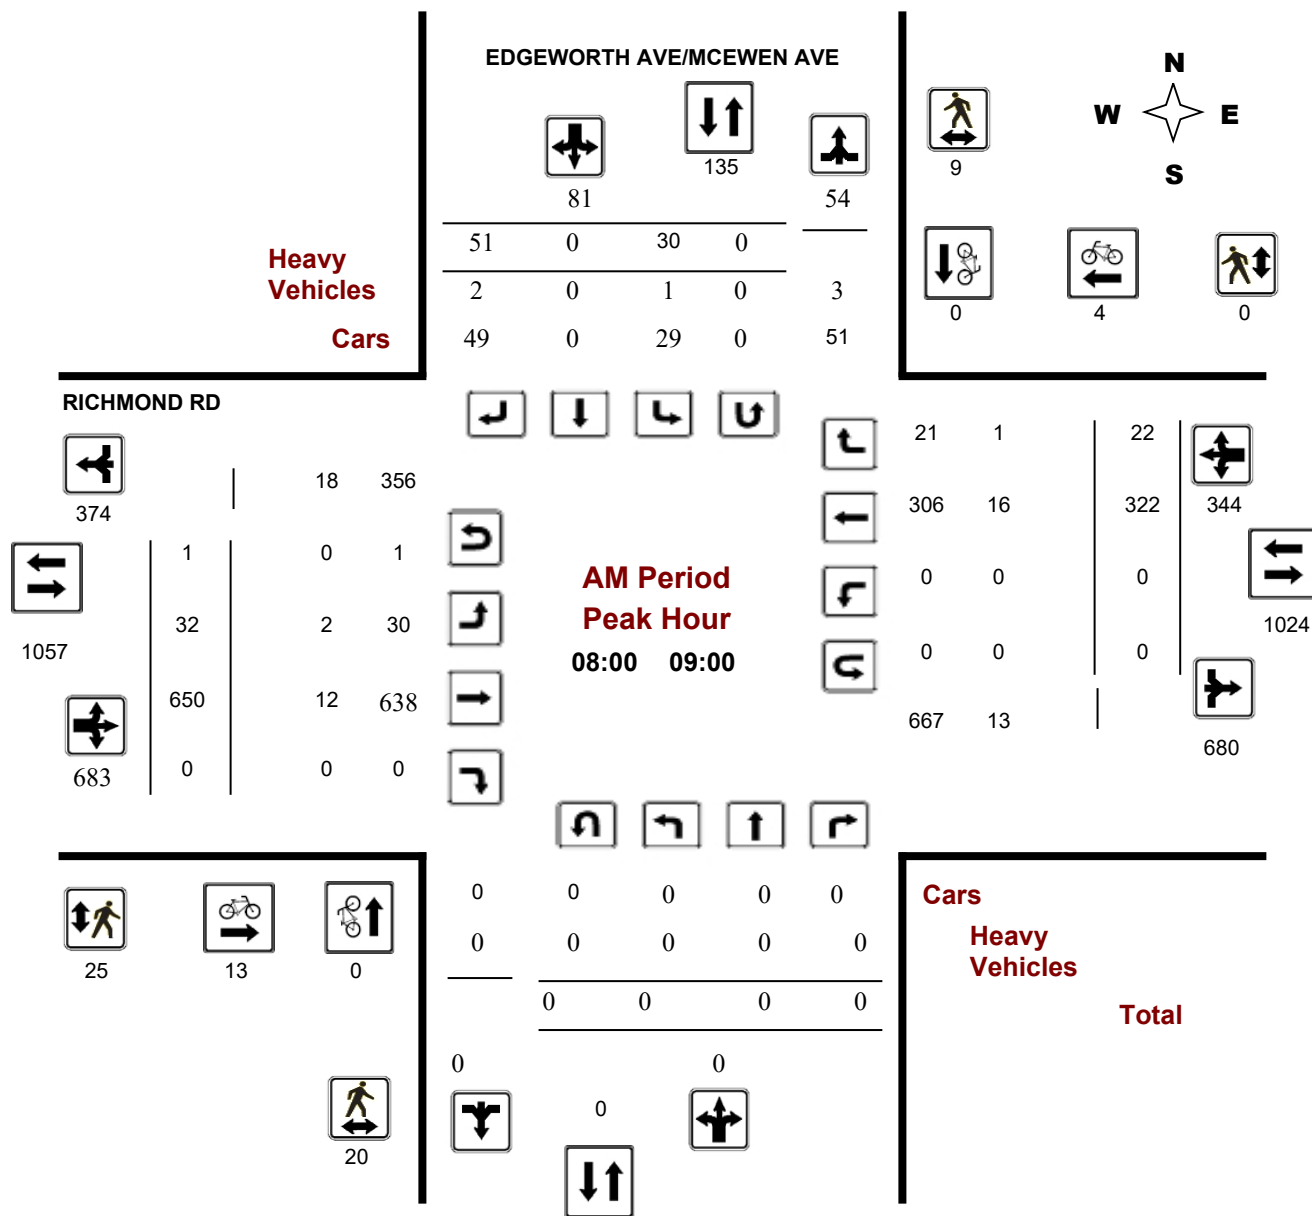 EDGEWORTH AVE/MCEWEN AVE
N
W E
S
135
9
81
54
51 0 30 0
Heavy
Vehicles
2 0 1 0 3
0 4 0
Cars
49 0 29 0 51
RICHMOND RD
21 1 22
18 356
374
306 16 322 344
1 0 1
AM Period
0 0 0
Peak Hour
32 2 30
1024
1057
08:00 09:00
0 0 0
650 12 638
667 13
680
683
0 0 0
0 0 0 0 0
Cars
0 0 0 0 0
Heavy
Vehicles
25 13 0
0 0 0 0
Total
0 0
0
20